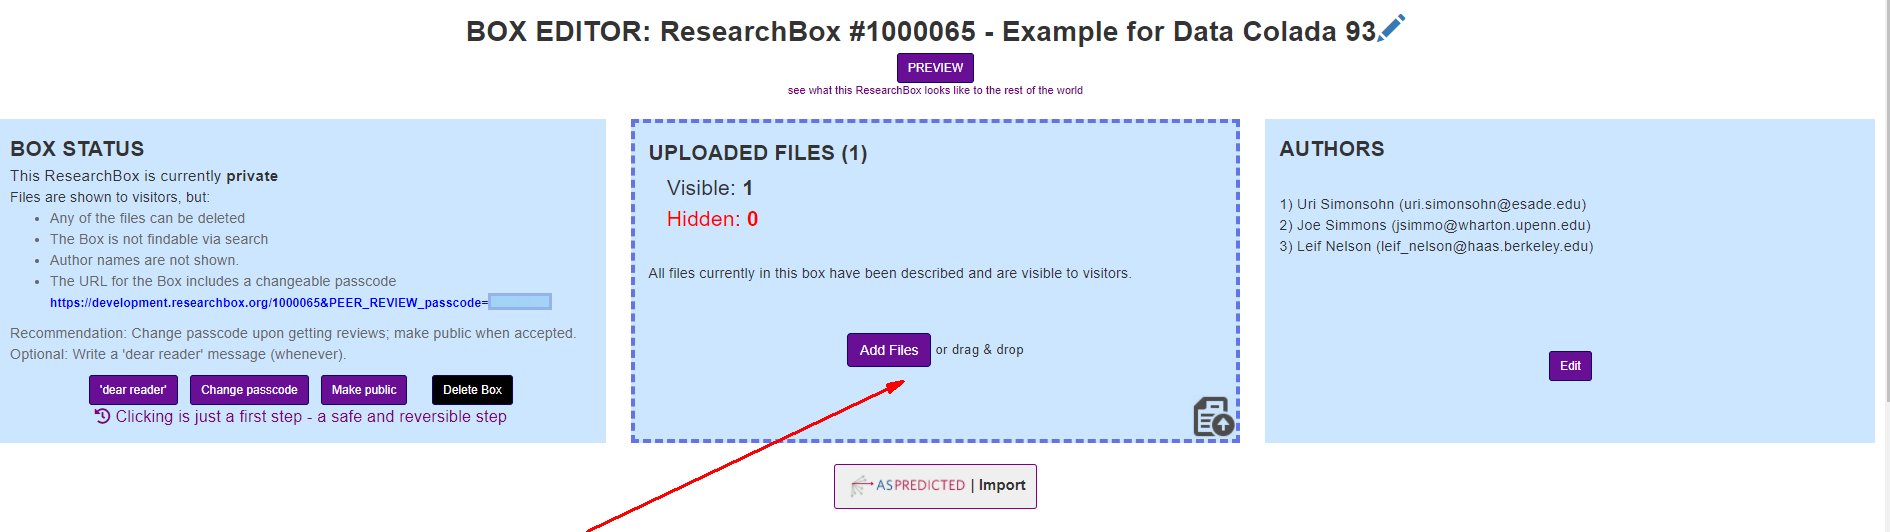 BOX EDITOR: ResearchBox #1000065 - Example for Data Colada 93
PREVIEW
see what this ResearchBox looks like to the rest of the world
BOX STATUS
This ResearchBox is currently private
Files are shown to visitors, but:
• Any of the files can be deleted
• The Box is not findable via search
• Author names are not shown.
• The URL for the Box includes a changeable passcode
https://development.researchbox.org/1000065&PEER_REVIEW_passcode=
Recommendation: Change passcode upon getting reviews; make public when accepted.
Optional: Write a 'dear reader' message (whenever).
'dear reader' Change passcode Make public Delete Box
Clicking is just a first step - a safe and reversible step
UPLOADED FILES (1)
Visible: 1
Hidden: 0
All files currently in this box have been described and are visible to visitors.
Add Files or drag & drop
AUTHORS
1) Uri Simonsohn (uri.simonsohn@esade.edu)
2) Joe Simmons (jsimmo@wharton.upenn.edu)
3) Leif Nelson (leif_nelson@haas.berkeley.edu)
Edit
ASPREDICTED | Import